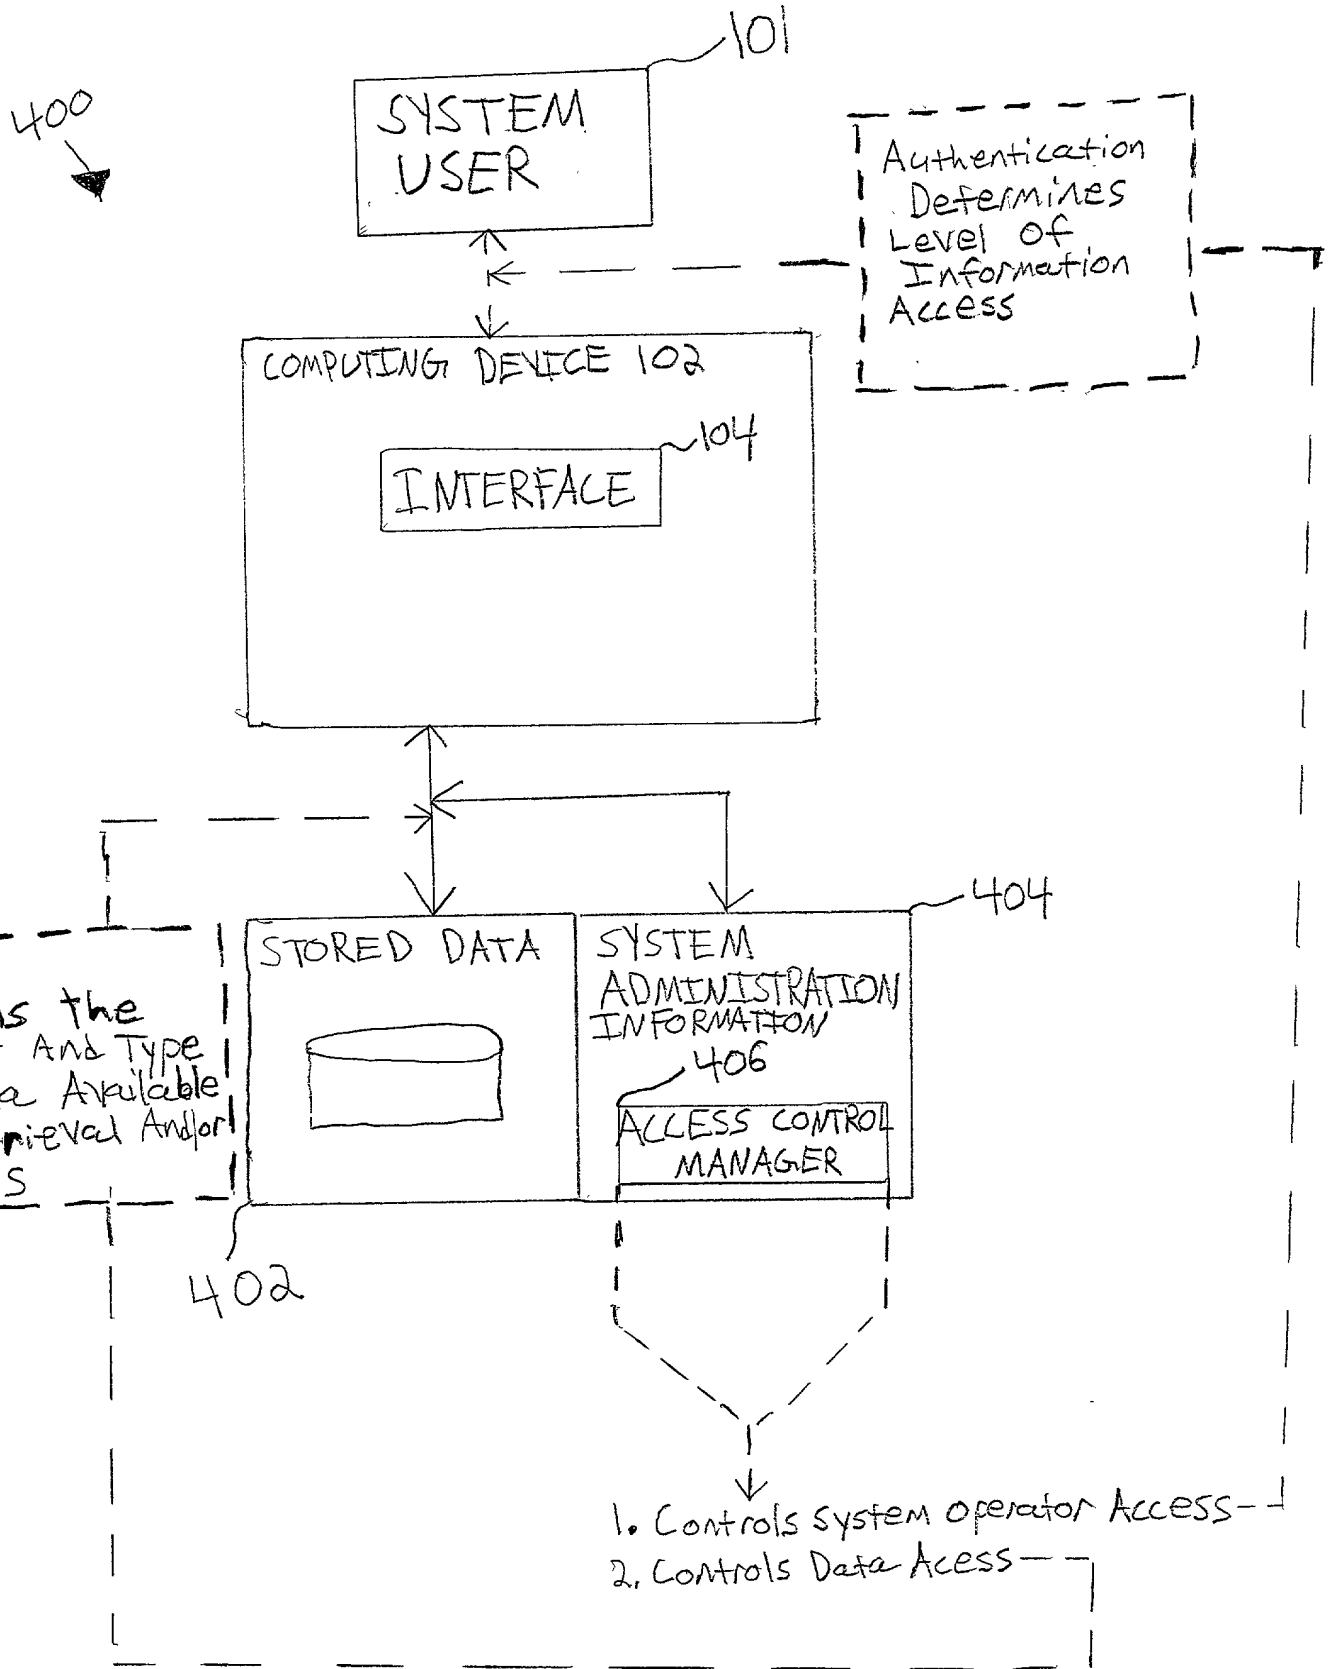 101
400
SYSTEM
USER
Authentication
Determines
Level of
Information
Access
COMPUTING DEVICE 102
104
INTERFACE
404
STORED DATA
SYSTEM
ADMINISTRATION
INFORMATION
the
And Type
Available
And/or
406
ACCESS CONTROL
MANAGER
402
1. Controls System Operator Access
2. Controls Data Acess